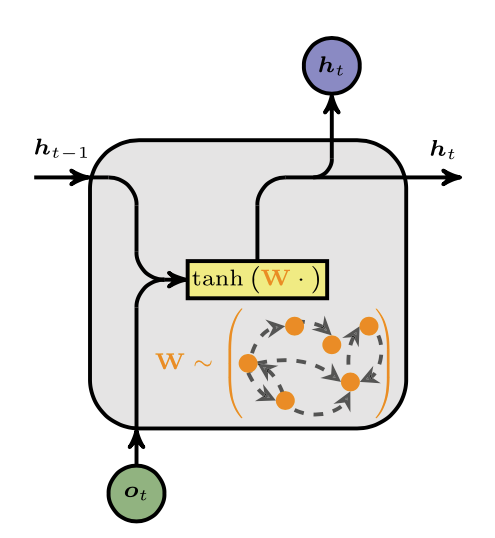 h_t
h_{t−1}
h_t
tanh (W ·)
W ∼
o_t